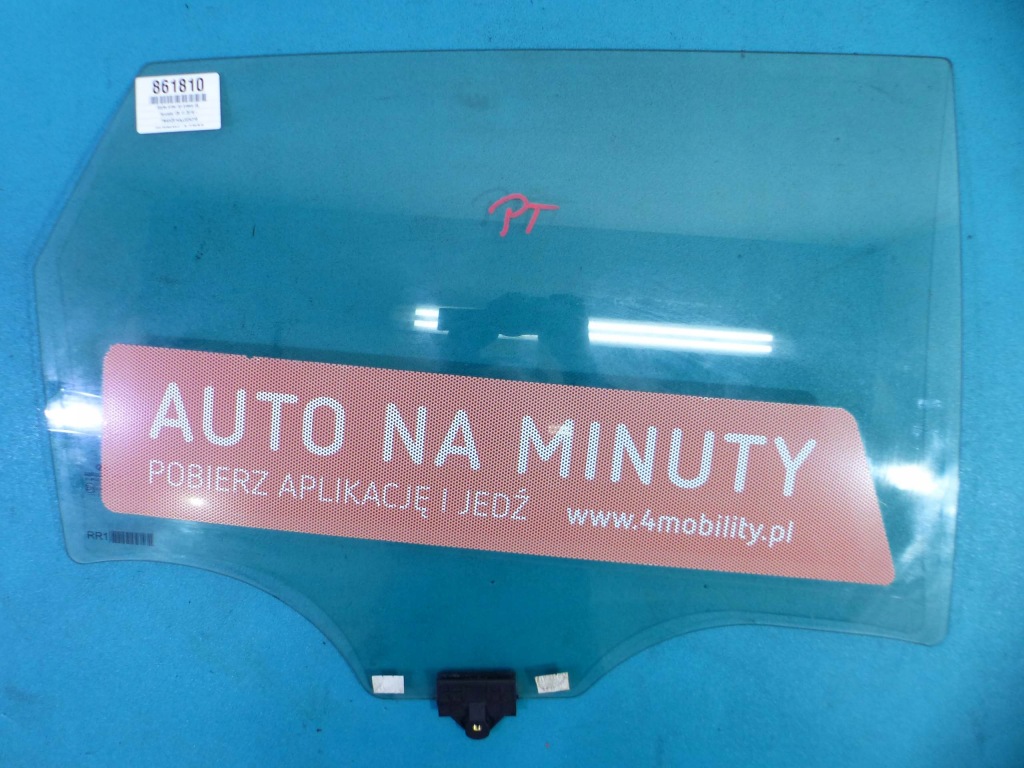 861810
PT
AUTO NA MINUTY
POBIERZ APLIKACJĘ I JEDŹ
www.4mobility.pl
RR1